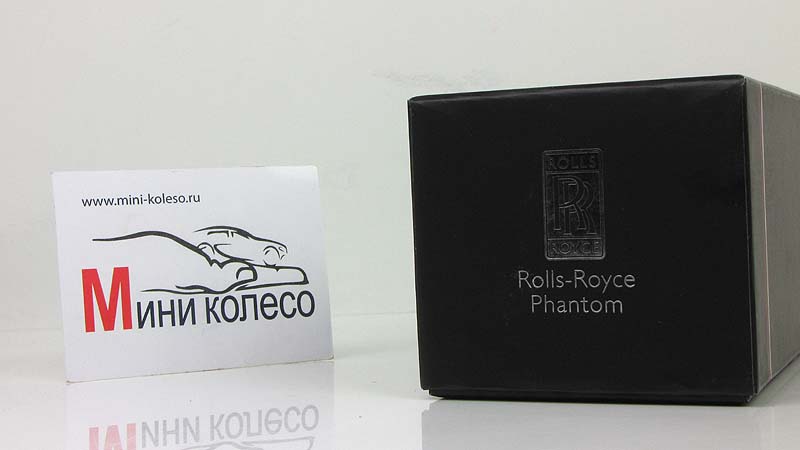 www.mini-koleso.ru
Мини колесо
ROLLS
RR
ROYCE
Rolls-Royce
Phantom